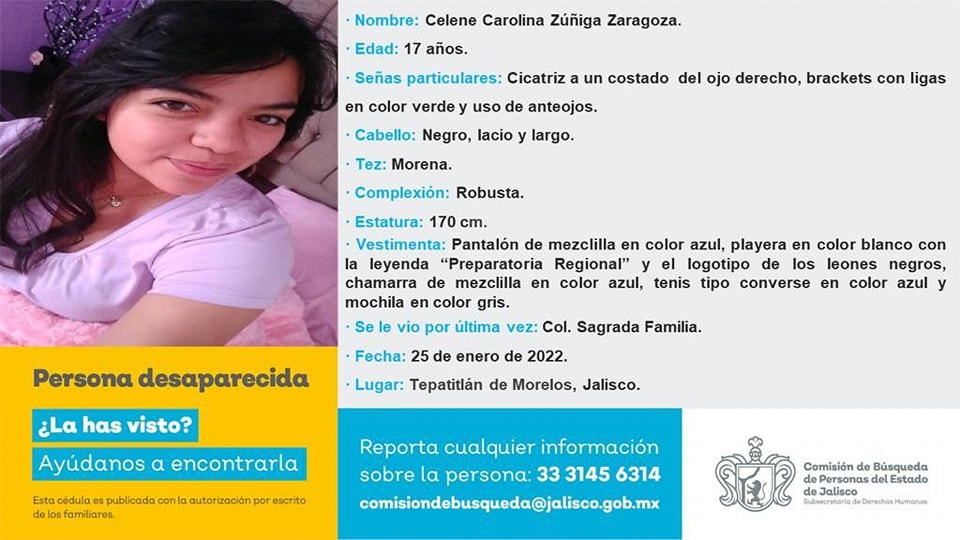 · Nombre: Celene Carolina Zúñiga Zaragoza.
· Edad: 17 años.
· Señas particulares: Cicatriz a un costado del ojo derecho, brackets con ligas
en color verde y uso de anteojos.
· Cabello: Negro, lacio y largo.
· Tez: Morena.
· Complexión: Robusta.
· Estatura: 170 cm.
· Vestimenta: Pantalón de mezclilla en color azul, playera en color blanco con
la leyenda “Preparatoria Regional” y el logotipo de los leones negros,
chamarra de mezclilla en color azul, tenis tipo converse en color azul y
mochila en color gris.
· Se le vio por última vez: Col. Sagrada Familia.
· Fecha: 25 de enero de 2022.
· Lugar: Tepatitlán de Morelos, Jalisco.
Persona desaparecida
¿La has visto?
Ayúdanos a encontrarla
Esta cédula es publicada con la autorización por escrito
de los familiares.
Reporta cualquier información
sobre la persona: 33 3145 6314
comisiondebusqueda@jalisco.gob.mx
Comisión de Búsqueda
de Personas del Estado
de Jalisco
Subsecretaría de Derechos Humanos